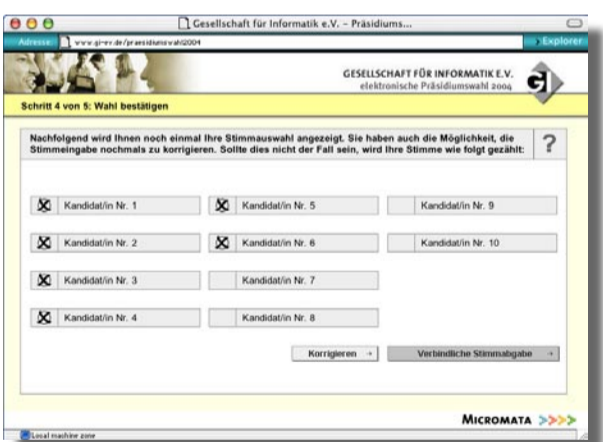 Gesellschaft für Informatik e.V. – Präsidiums...
Adresse: www.gi-ev.de/praesidiumswahl2004
Explorer
GESELLSCHAFT FÜR INFORMATIK E.V.
elektronische Präsidiumswahl 2004
GI
Schritt 4 von 5: Wahl bestätigen
Nachfolgend wird Ihnen noch einmal Ihre Stimmauswahl angezeigt. Sie haben auch die Möglichkeit, die
Stimmeingabe nochmals zu korrigieren. Sollte dies nicht der Fall sein, wird Ihre Stimme wie folgt gezählt:
?
Kandidat/in Nr. 1
Kandidat/in Nr. 5
Kandidat/in Nr. 9
Kandidat/in Nr. 2
Kandidat/in Nr. 6
Kandidat/in Nr. 10
Kandidat/in Nr. 3
Kandidat/in Nr. 7
Kandidat/in Nr. 4
Kandidat/in Nr. 8
Korrigieren
Verbindliche Stimmabgabe
MICROMATA
Local machine zone